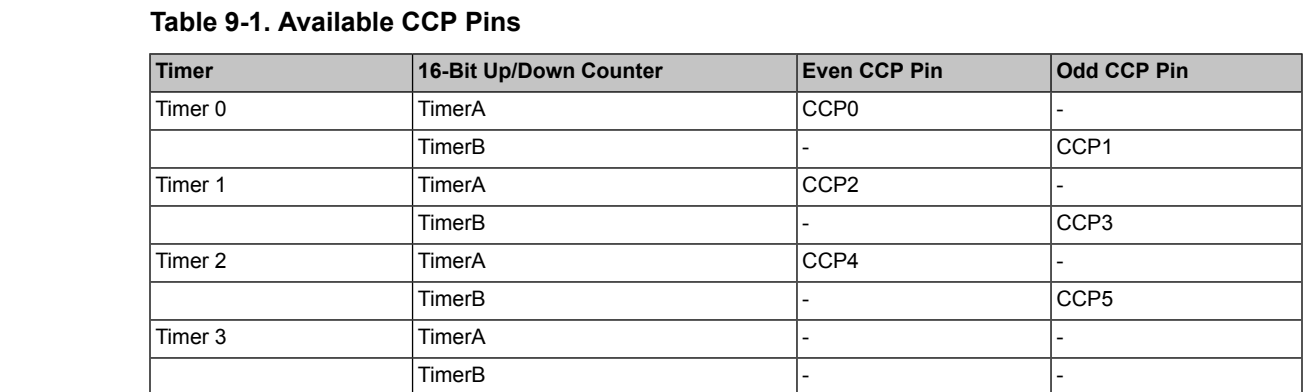 Table 9-1. Available CCP Pins
Timer 16-Bit Up/Down Counter Even CCP Pin Odd CCP Pin
Timer 0 TimerA CCP0 -
TimerB - CCP1
Timer 1 TimerA CCP2 -
TimerB - CCP3
Timer 2 TimerA CCP4 -
TimerB - CCP5
Timer 3 TimerA - -
TimerB - -